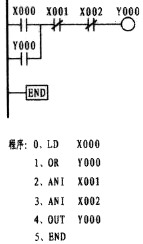 X000 X001 X002 Y000
Y000
END
程序: 0、LD X000
1、OR Y000
2、ANI X001
3、ANI X002
4、OUT Y000
5、END